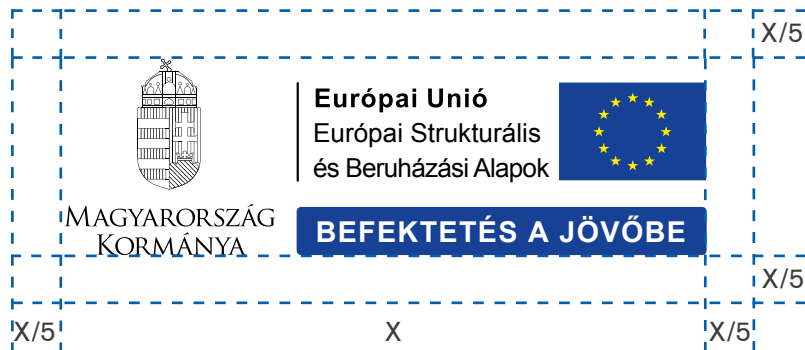 X/5
Európai Unió
Európai Strukturális
és Beruházási Alapok
MAGYARORSZÁG
KORMÁNYA
BEFEKTETÉS A JÖVŐBE
X/5
X/5
X
X/5